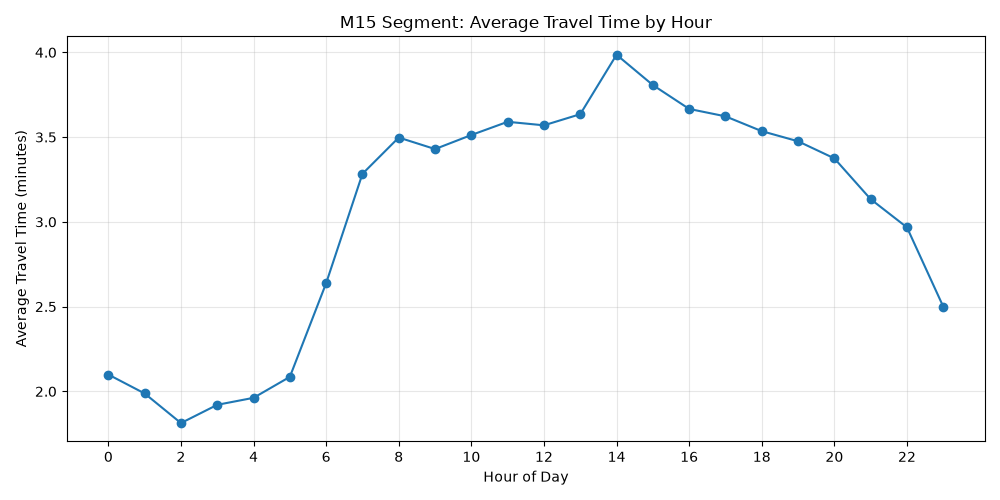 M15 Segment: Average Travel Time by Hour
Average Travel Time (minutes)
4.0
3.5
3.0
2.5
2.0
0 2 4 6 8 10 12 14 16 18 20 22
Hour of Day